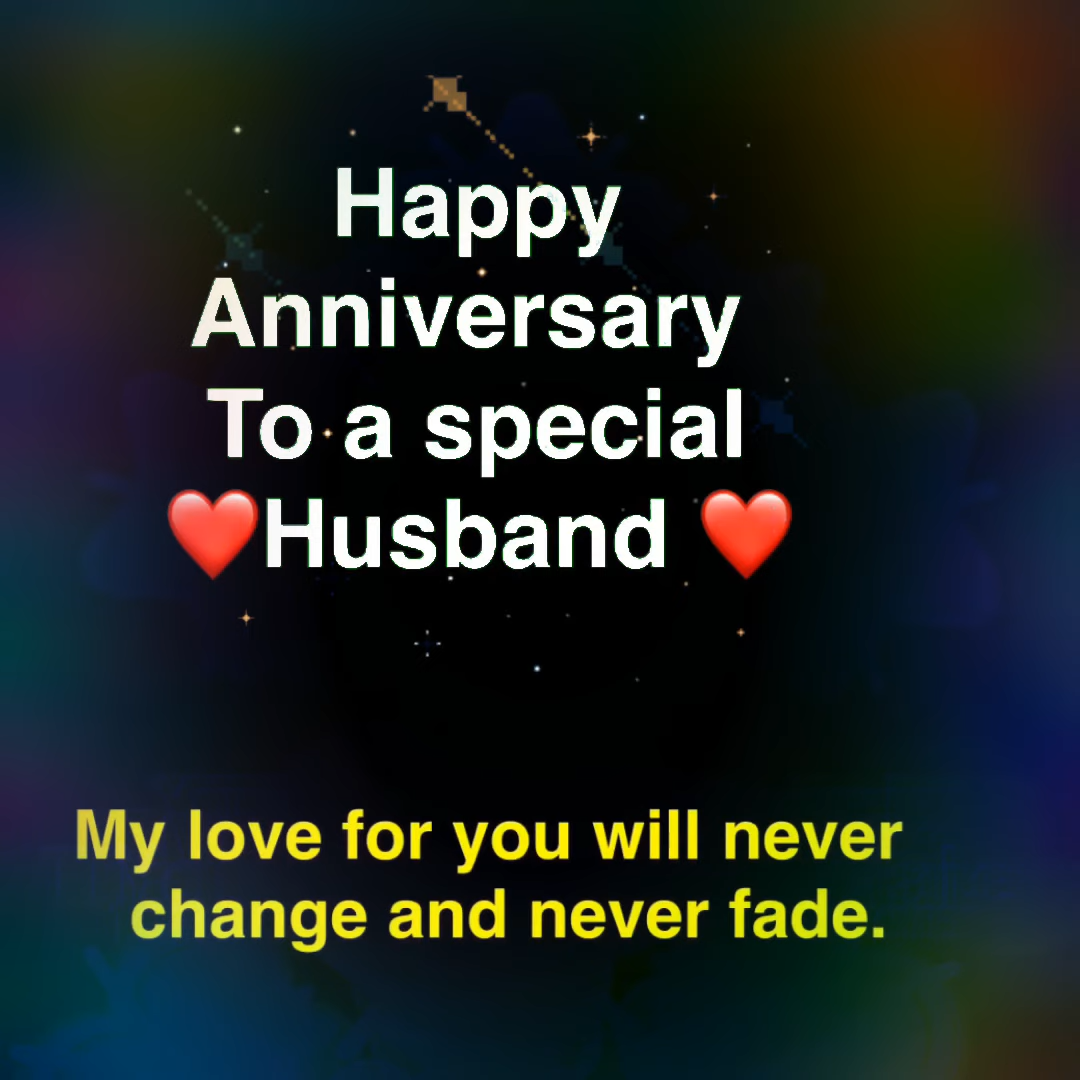 Happy
Anniversary
To a special
❤️Husband ❤️
My love for you will never
change and never fade.